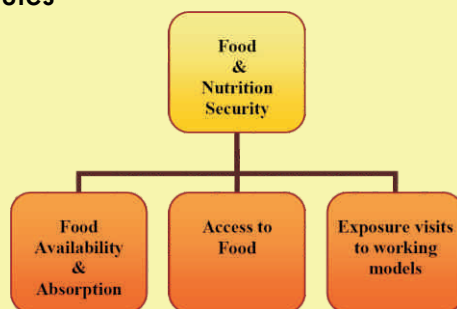 Food
&
Nutrition
Security
Food
Availability
&
Absorption
Access to
Food
Exposure visits
to working
models